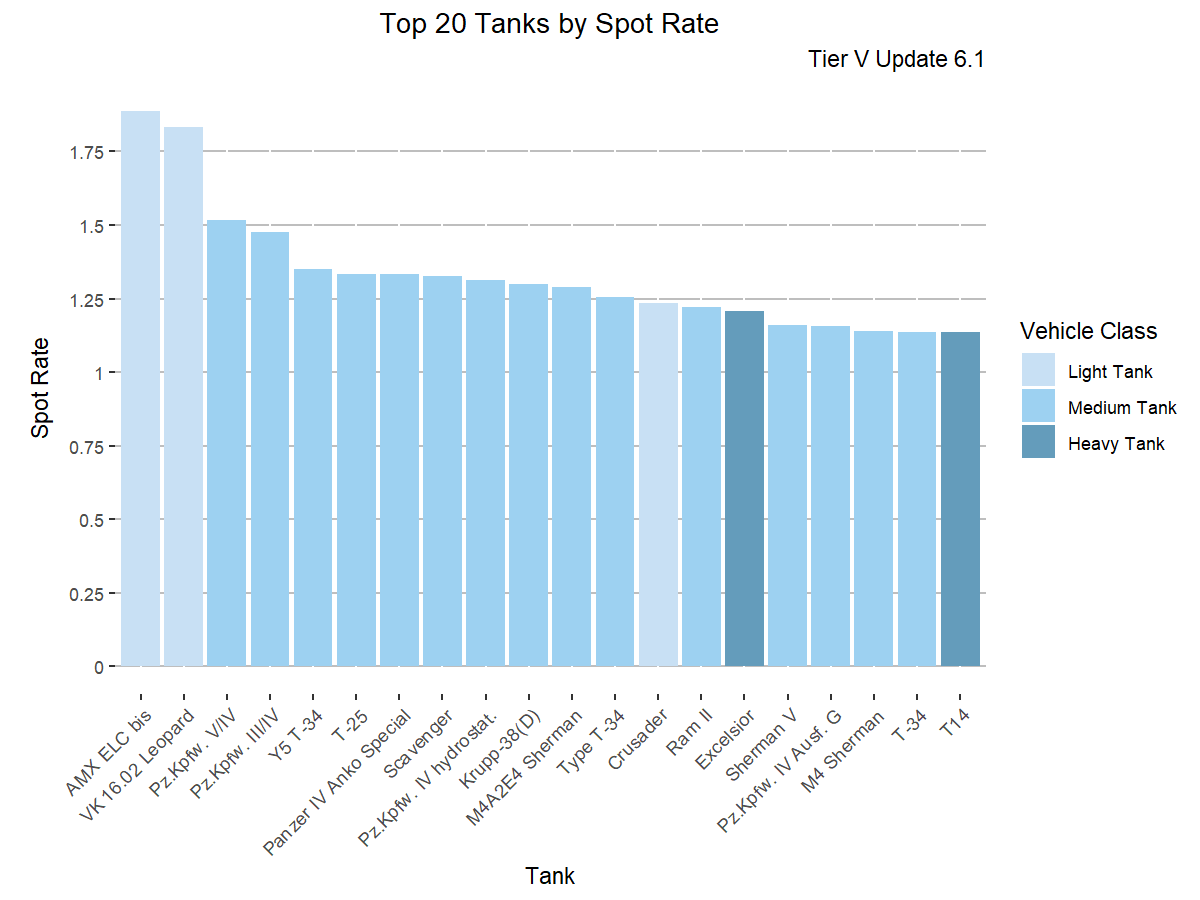 Top 20 Tanks by Spot Rate
Tier V Update 6.1
1.75
1.5
1.25
1
0.75
0.5
0.25
0
Spot Rate
AMX ELC bis
VK 16.02 Leopard
Pz.Kpfw. V/IV
Pz.Kpfw. III/IV
Y5 T-34
T-25
Panzer IV Anko Special
Scavenger
Pz.Kpfw. IV hydrostat.
Krupp-38(D)
M4A2E4 Sherman
Type T-34
Crusader
Ram II
Excelsior
Sherman V
Pz.Kpfw. IV Ausf. G
M4 Sherman
T-34
T14
Tank
Vehicle Class
Light Tank
Medium Tank
Heavy Tank